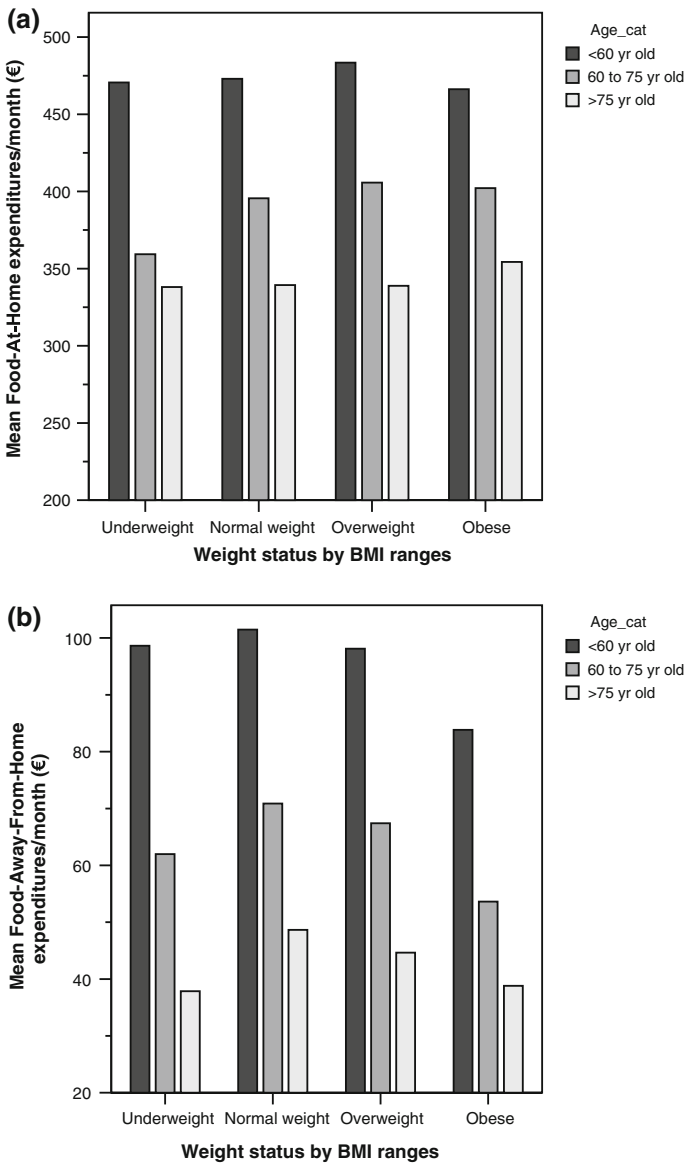 (a)
Age_cat
<60 yr old
60 to 75 yr old
>75 yr old
Mean Food-At-Home expenditures/month (€)
500
450
400
350
300
250
200
Underweight Normal weight Overweight Obese
Weight status by BMI ranges
(b)
Age_cat
<60 yr old
60 to 75 yr old
>75 yr old
Mean Food-Away-From-Home
expenditures/month (€)
100
80
60
40
20
Underweight Normal weight Overweight Obese
Weight status by BMI ranges